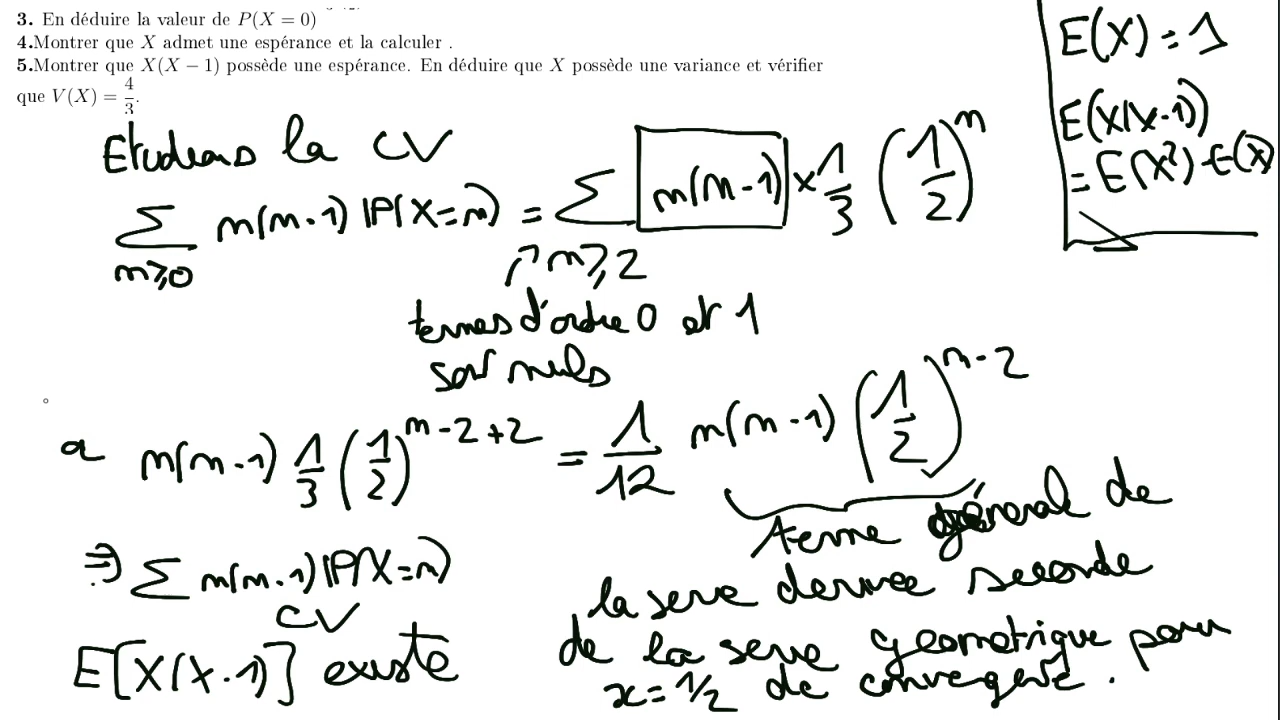 3. En déduire la valeur de P(X = 0)
4.Montrer que X admet une espérance et la calculer .
5.Montrer que X(X − 1) possède une espérance. En déduire que X possède une variance et vérifier
que V(X) = 4/3.
E(X) = 1
E(X(X-1))
= E(X²) - E(X)
Etudions la CV
∑_{n≥0} n(n-1) P(X=n) = ∑_{n≥2} n(n-1) × 1/3 (1/2)^n
termes d'ordre 0 et 1
sont nuls
a n(n-1) 1/3 (1/2)^{n-2+2} = 1/12 n(n-1) (1/2)^{n-2}
terme général de
la serie derivee seconde
de la serie geometrique pour
x = 1/2 de convergente .
⇒ ∑ n(n-1) P(X=n)
CV
E[X(X-1)] existe